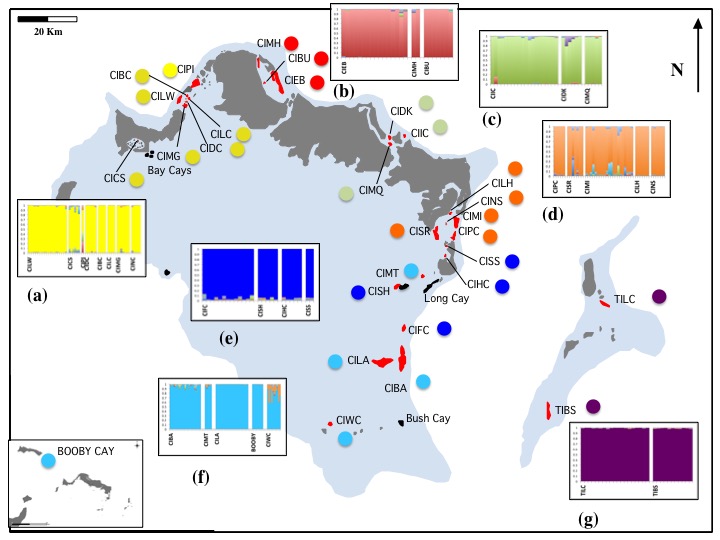 20 Km
N
CIMH
CIBU
CIEB
CIBC
CIPI
CILW
CILC
CIDC
CIMG
Bay Cays
CICS
(a)
CILW
CICS
CIPI
CIDC
CIBC
CILC
CIMG
CINC
(b)
CIEB
CIMH
CIBU
(c)
CIIC
CIDK
CIMQ
CIDK
CIIC
CIMQ
(d)
CIPC
CISR
CIMI
CILH
CINS
CILH
CINS
CIMI
CISR
CIPC
CISS
CIMT
CIHC
CISH
Long Cay
(e)
CIFC
CISH
CIHC
CISS
CIFC
CILA
CIBA
CIWC
Bush Cay
(f)
CIBA
CIMT
CILA
BOOBY
CIWC
TILC
TIBS
(g)
TILC
TIBS
BOOBY CAY